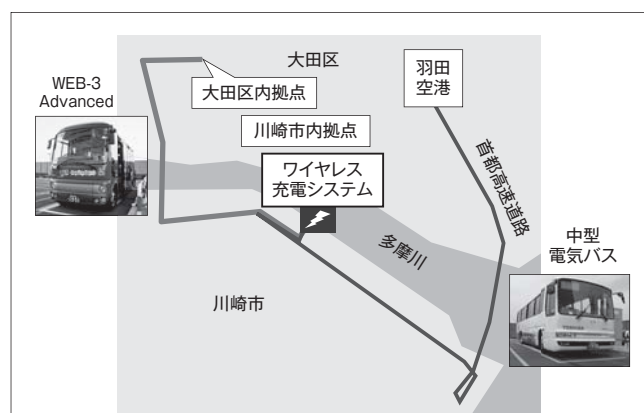 大田区
羽田
空港
WEB-3
Advanced
大田区内拠点
川崎市内拠点
ワイヤレス
充電システム
首都高速道路
多摩川
中型
電気バス
川崎市